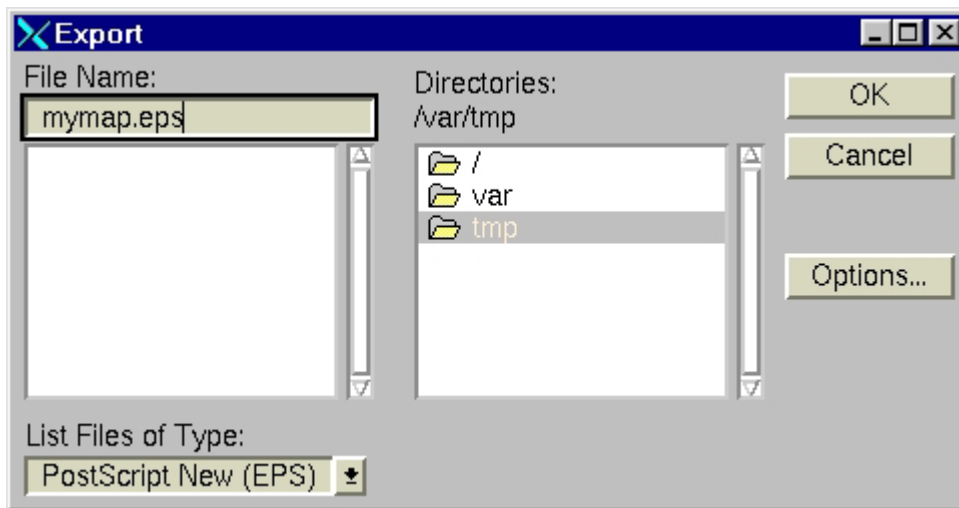 Export
File Name:
mymap.eps
Directories:
/var/tmp
/
var
tmp
OK
Cancel
Options...
List Files of Type:
PostScript New (EPS)